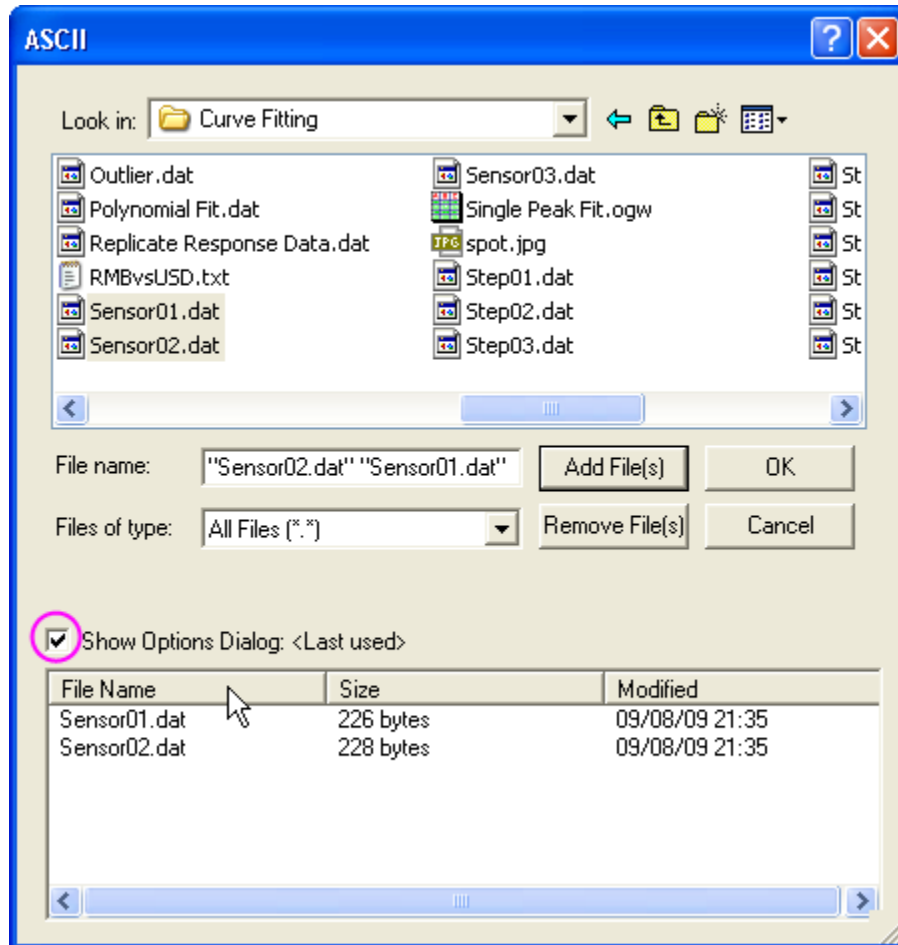 ASCII
Look in: Curve Fitting
Outlier.dat Sensor03.dat St
Polynomial Fit.dat Single Peak Fit.ogw St
Replicate Response Data.dat JPG spot.jpg St
RMBvsUSD.txt Step01.dat St
Sensor01.dat Step02.dat St
Sensor02.dat Step03.dat St
File name: "Sensor02.dat" "Sensor01.dat" Add File(s) OK
Files of type: All Files (*.*) Remove File(s) Cancel
Show Options Dialog: <Last used>
File Name Size Modified
Sensor01.dat 226 bytes 09/08/09 21:35
Sensor02.dat 228 bytes 09/08/09 21:35